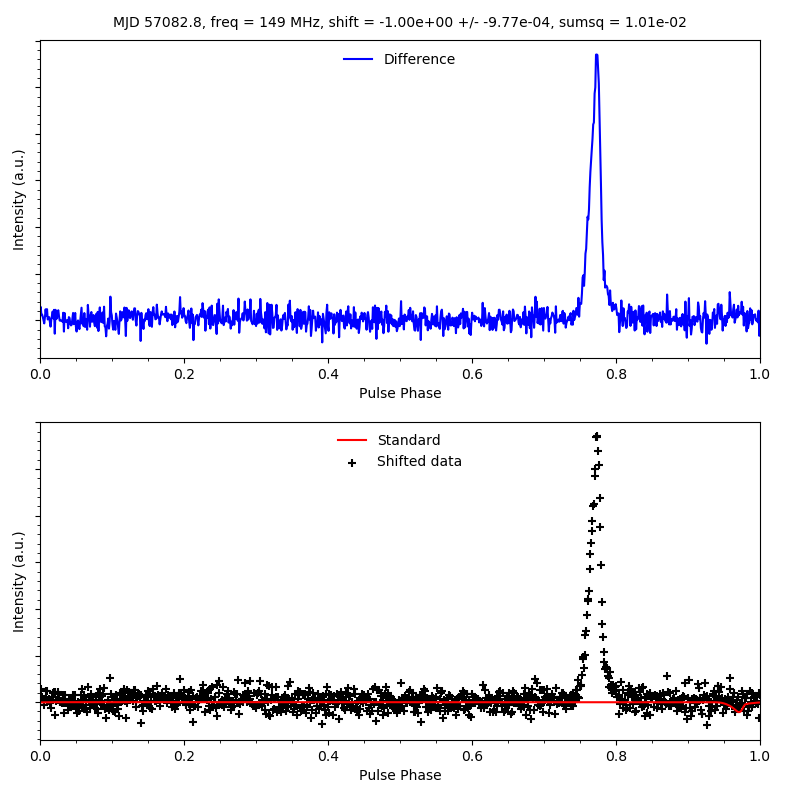 MJD 57082.8, freq = 149 MHz, shift = -1.00e+00 +/- -9.77e-04, sumsq = 1.01e-02
Difference
Intensity (a.u.)
0.0 0.2 0.4 0.6 0.8 1.0
Pulse Phase
Standard
Shifted data
Intensity (a.u.)
0.0 0.2 0.4 0.6 0.8 1.0
Pulse Phase